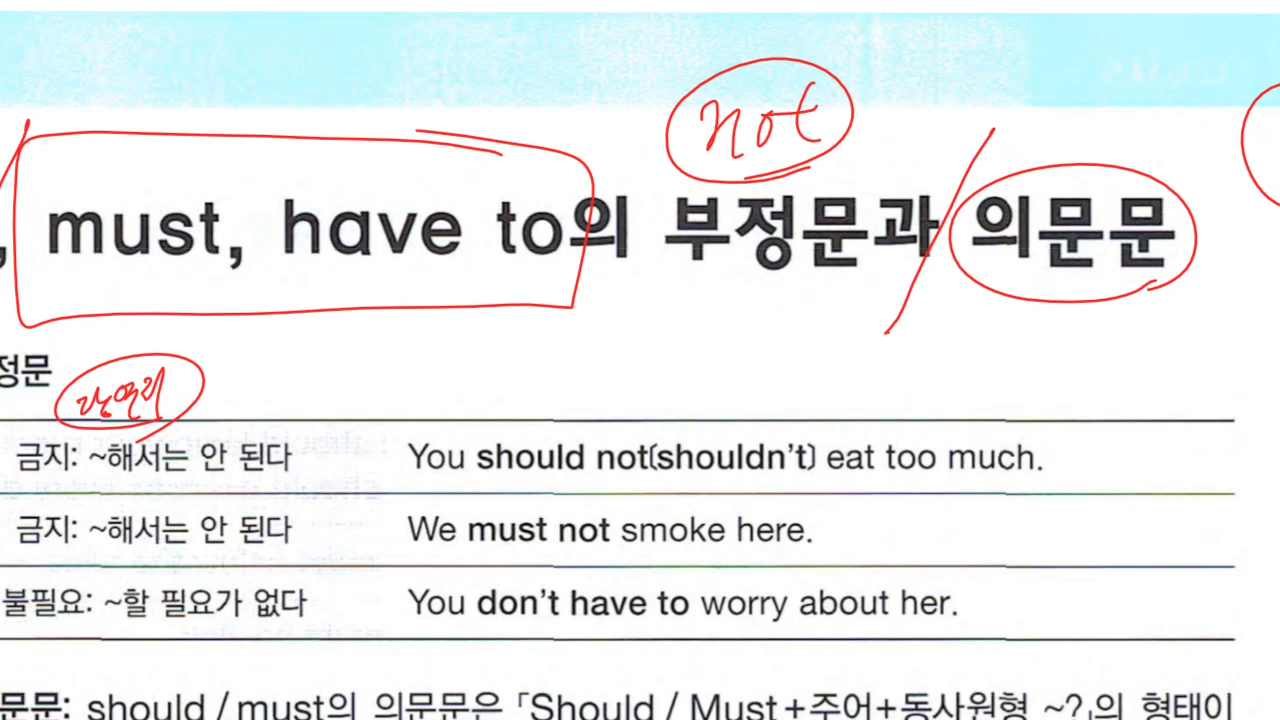 not
, must, have to의 부정문과 의문문
정문
금지: ~해서는 안 된다 You should not(shouldn't) eat too much.
금지: ~해서는 안 된다 We must not smoke here.
불필요: ~할 필요가 없다 You don't have to worry about her.
문문: should / must의 의문문은 「Should / Must+주어+동사원형 ~?」의 형태이